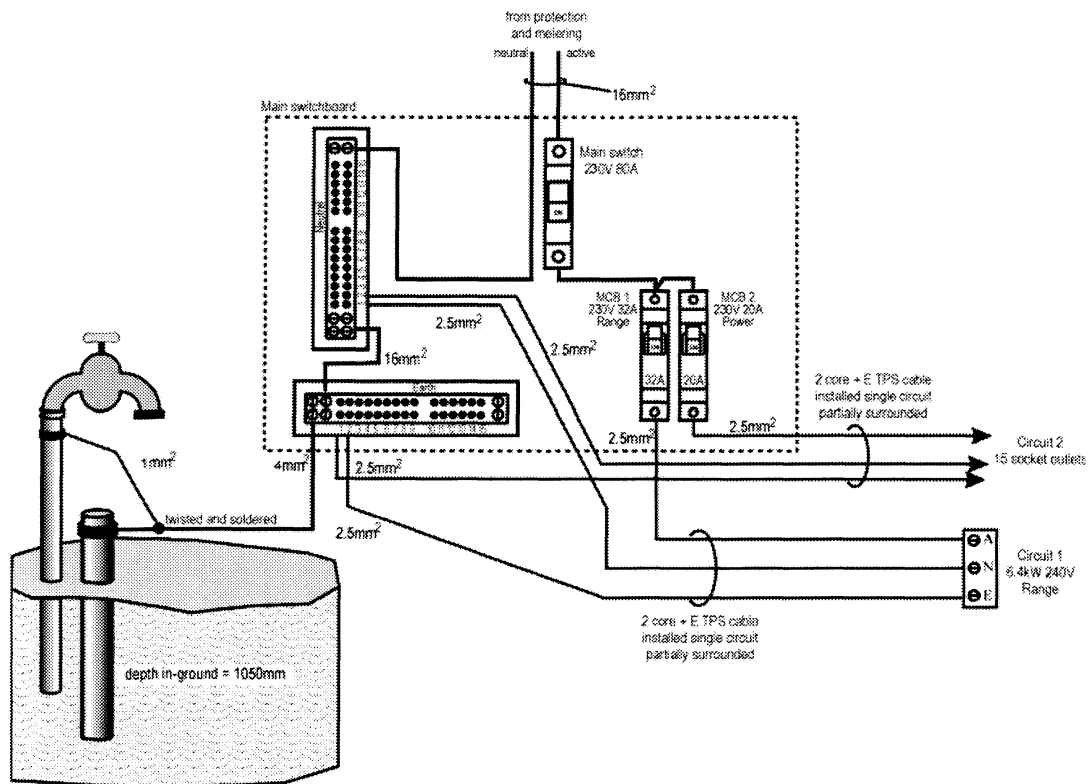 from protection
and metering
neutral active
16mm²
Main switchboard
Main switch
230V 80A
ON
Neutral
MCB 1
230V 32A
Range
MCB 2
230V 20A
Power
2.5mm²
2.5mm²
16mm²
32A
20A
Earth
2 core + E TPS cable
installed single circuit
partially surrounded
2.5mm²
2.5mm²
4mm²
2.5mm²
1mm²
Circuit 2
15 socket outlets
twisted and soldered
2.5mm²
A
N
E
Circuit 1
6.4kW 240V
Range
2 core + E TPS cable
installed single circuit
partially surrounded
depth in-ground = 1050mm